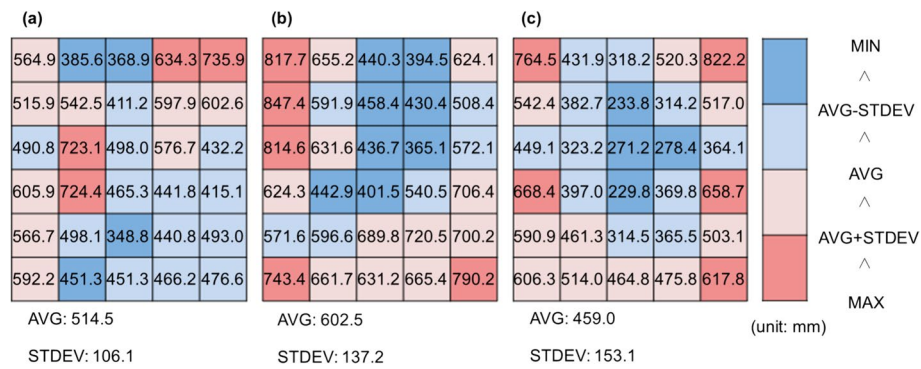 (a) (b) (c)
564.9 385.6 368.9 634.3 735.9 817.7 655.2 440.3 394.5 624.1 764.5 431.9 318.2 520.3 822.2 MIN
^
515.9 542.5 411.2 597.9 602.6 847.4 591.9 458.4 430.4 508.4 542.4 382.7 233.8 314.2 517.0 AVG-STDEV
^
490.8 723.1 498.0 576.7 432.2 814.6 631.6 436.7 365.1 572.1 449.1 323.2 271.2 278.4 364.1 AVG
^
605.9 724.4 465.3 441.8 415.1 624.3 442.9 401.5 540.5 706.4 668.4 397.0 229.8 369.8 658.7
566.7 498.1 348.8 440.8 493.0 571.6 596.6 689.8 720.5 700.2 590.9 461.3 314.5 365.5 503.1 AVG+STDEV
^
592.2 451.3 451.3 466.2 476.6 743.4 661.7 631.2 665.4 790.2 606.3 514.0 464.8 475.8 617.8 MAX
AVG: 514.5 AVG: 602.5 AVG: 459.0 (unit: mm)
STDEV: 106.1 STDEV: 137.2 STDEV: 153.1